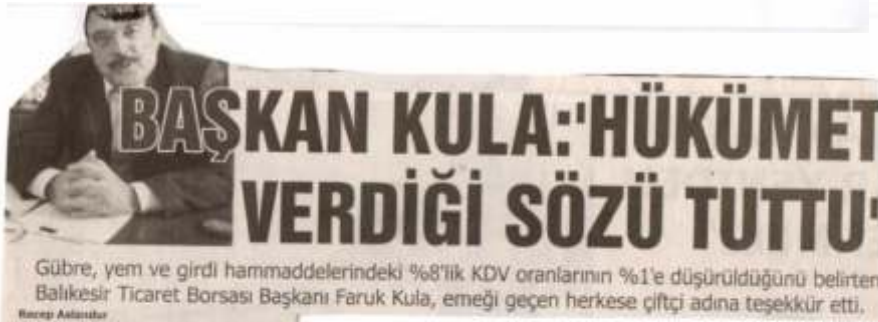 BAŞKAN KULA:'HÜKÜMET
VERDİĞİ SÖZÜ TUTTU'
Gübre, yem ve girdi hammaddelerindeki %8'lik KDV oranlarının %1'e düşürüldüğünü belirten
Balıkesir Ticaret Borsası Başkanı Faruk Kula, emeği geçen herkese çiftçi adına teşekkür etti.
Recep Aslandur